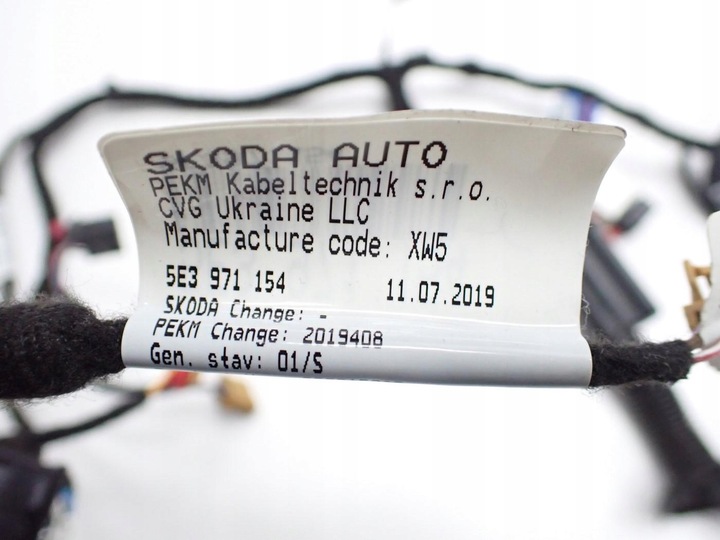 SKODA AUTO
PEKM Kabeltechnik s.r.o.
CVG Ukraine LLC
Manufacture code: XW5
5E3 971 154 11.07.2019
SKODA Change: -
PEKM Change: 2019408
Gen. stav: 01/S